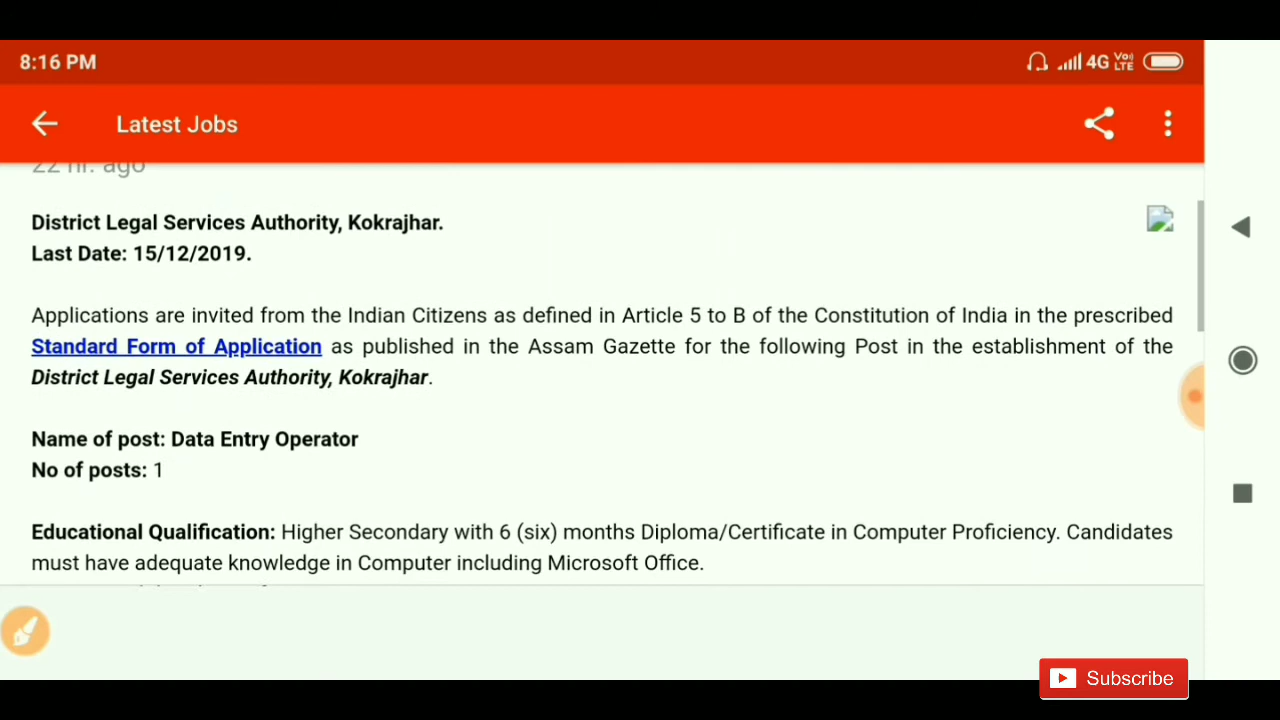 8:16 PM
4G Vo) LTE
Latest Jobs
22 hr. ago
District Legal Services Authority, Kokrajhar.
Last Date: 15/12/2019.
Applications are invited from the Indian Citizens as defined in Article 5 to B of the Constitution of India in the prescribed
Standard Form of Application as published in the Assam Gazette for the following Post in the establishment of the
District Legal Services Authority, Kokrajhar.
Name of post: Data Entry Operator
No of posts: 1
Educational Qualification: Higher Secondary with 6 (six) months Diploma/Certificate in Computer Proficiency. Candidates
must have adequate knowledge in Computer including Microsoft Office.
Subscribe